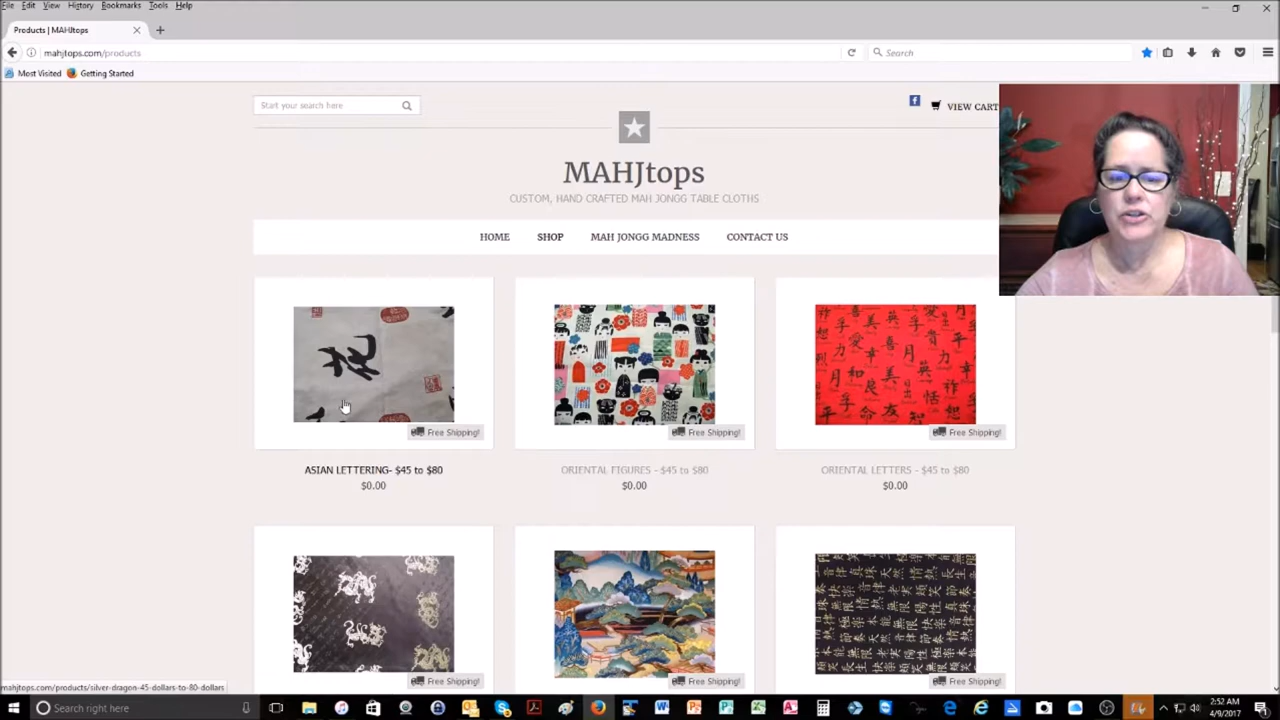 File Edit View History Bookmarks Tools Help
Products | MAHJtops
mahjtops.com/products
Search
Most Visited Getting Started
Start your search here
VIEW CART
MAHJtops
CUSTOM, HAND CRAFTED MAH JONGG TABLE CLOTHS
HOME SHOP MAH JONGG MADNESS CONTACT US
Free Shipping! Free Shipping! Free Shipping!
ASIAN LETTERING- $45 to $80 ORIENTAL FIGURES - $45 to $80 ORIENTAL LETTERS - $45 to $80
$0.00 $0.00 $0.00
Free Shipping! Free Shipping! Free Shipping!
mahjtops.com/products/silver-dragon-45-dollars-to-80-dollars
Search right here
2:52 AM
4/9/2017